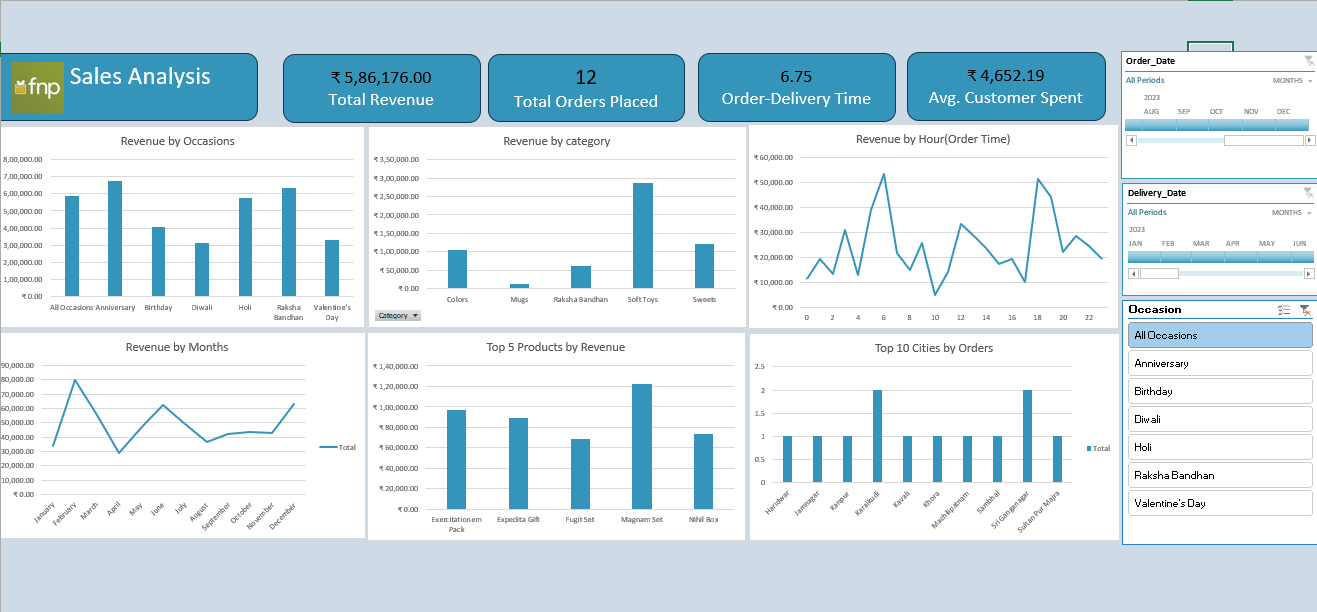 fnp
Sales Analysis
₹ 5,86,176.00
Total Revenue
12
Total Orders Placed
6.75
Order-Delivery Time
₹ 4,652.19
Avg. Customer Spent
Order_Date
All Periods
MONTHS
2023
AUG SEP OCT NOV DEC
Delivery_Date
All Periods
MONTHS
2023
JAN FEB MAR APR MAY JUN
Occasion
All Occasions
Anniversary
Birthday
Diwali
Holi
Raksha Bandhan
Valentine's Day
Revenue by Occasions
8,00,000.00
7,00,000.00
6,00,000.00
5,00,000.00
4,00,000.00
3,00,000.00
2,00,000.00
1,00,000.00
₹ 0.00
All Occasions Anniversary Birthday Diwali Holi Raksha Bandhan Valentine's Day
Revenue by category
₹ 3,50,000.00
₹ 3,00,000.00
₹ 2,50,000.00
₹ 2,00,000.00
₹ 1,50,000.00
₹ 1,00,000.00
₹ 50,000.00
₹ 0.00
Colors Mugs Raksha Bandhan Soft Toys Sweets
Category
Revenue by Hour(Order Time)
₹ 60,000.00
₹ 50,000.00
₹ 40,000.00
₹ 30,000.00
₹ 20,000.00
₹ 10,000.00
₹ 0.00
0 2 4 6 8 10 12 14 16 18 20 22
Revenue by Months
90,000.00
80,000.00
70,000.00
60,000.00
50,000.00
40,000.00
30,000.00
20,000.00
10,000.00
₹ 0.00
January February March April May June July August September October November December
Total
Top 5 Products by Revenue
₹ 1,40,000.00
₹ 1,20,000.00
₹ 1,00,000.00
₹ 80,000.00
₹ 60,000.00
₹ 40,000.00
₹ 20,000.00
₹ 0.00
Exercitationem Pack Expedita Gift Fugit Set Magnam Set Nihil Box
Top 10 Cities by Orders
2.5
2
1.5
1
0.5
0
Haridwar Jamnagar Kanpur Karaikudi Kavali Khora Machilipatnam Sambhal Sri Ganganagar Sultan Pur Majra
Total